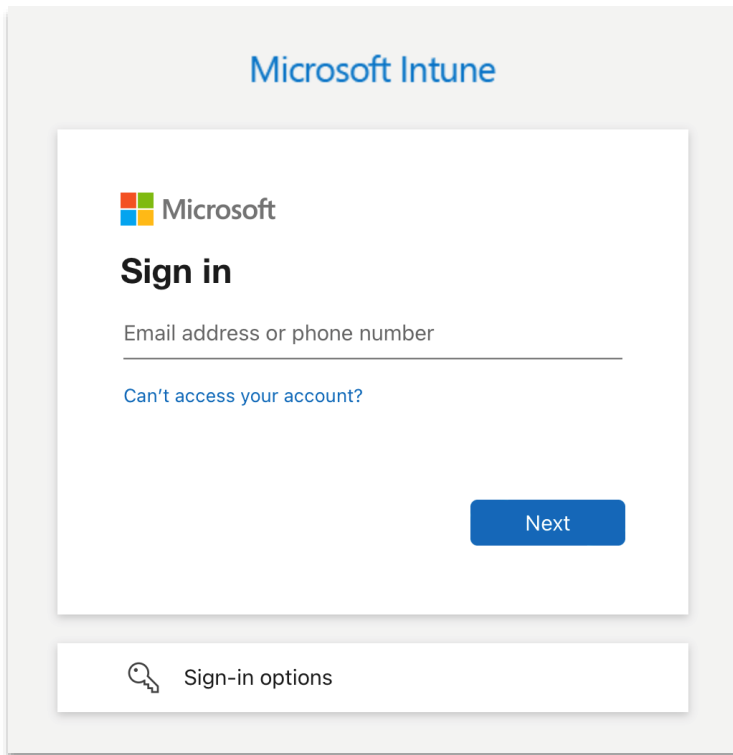 Microsoft Intune
Microsoft
Sign in
Email address or phone number
Can't access your account?
Next
Sign-in options